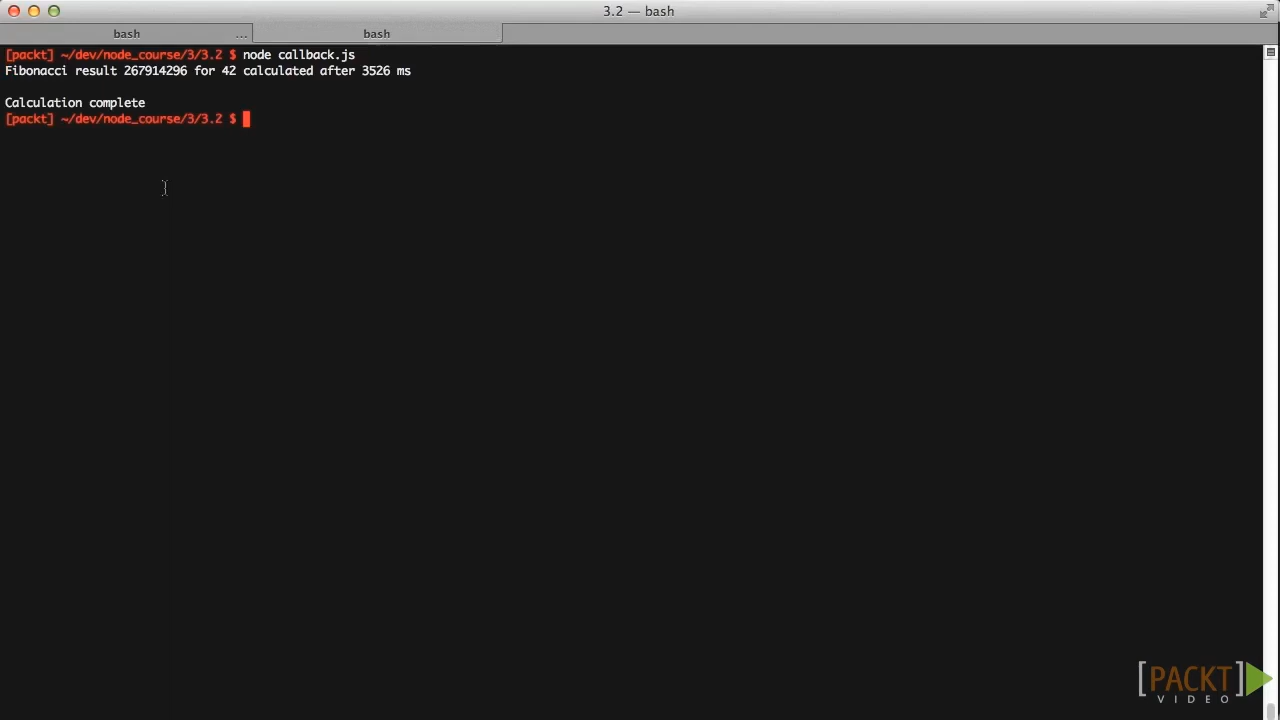 3.2 — bash
bash ... bash
[packt] ~/dev/node_course/3/3.2 $ node callback.js
Fibonacci result 267914296 for 42 calculated after 3526 ms
Calculation complete
[packt] ~/dev/node_course/3/3.2 $
[PACKT]
VIDEO